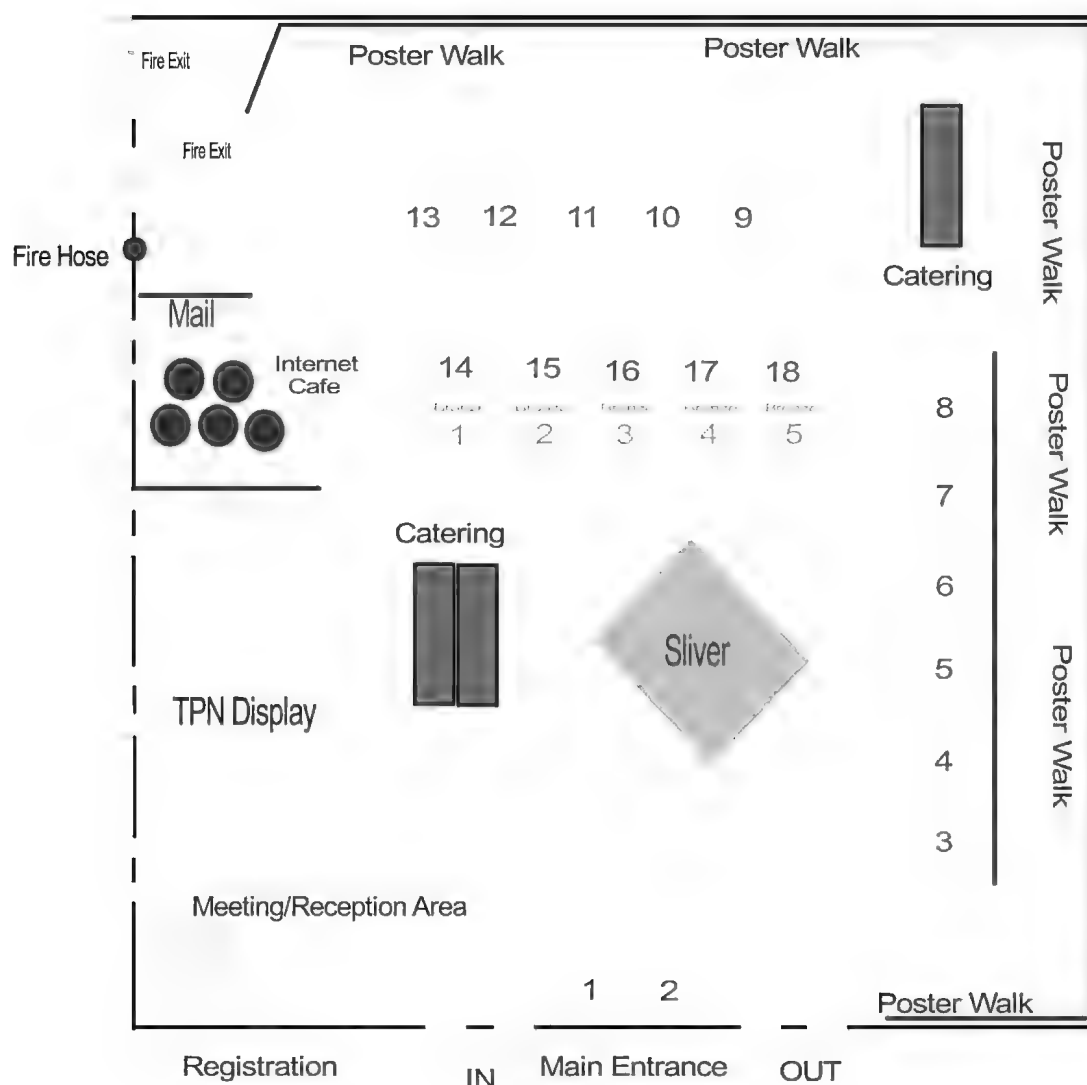 Poster Walk
Poster Walk
Fire Exit
Fire Exit
Poster Walk
13 12 11 10 9
Fire Hose
Catering
Mail
Internet
Cafe
14 15 16 17 18
8
Poster Walk
1 2 3 4 5
7
Catering
6
Sliver
5
Poster Walk
TPN Display
4
3
Meeting/Reception Area
1 2
Poster Walk
Registration
IN
Main Entrance
OUT